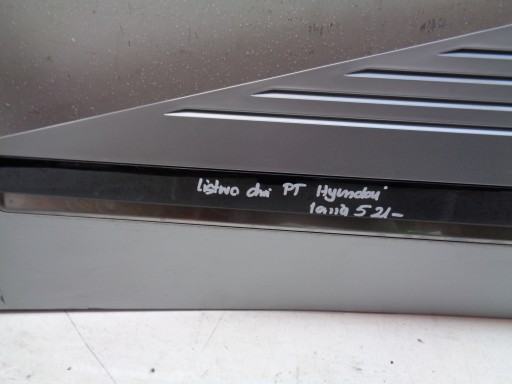 Listwa drzwi PT Hyundai
Ioniq 5 21-